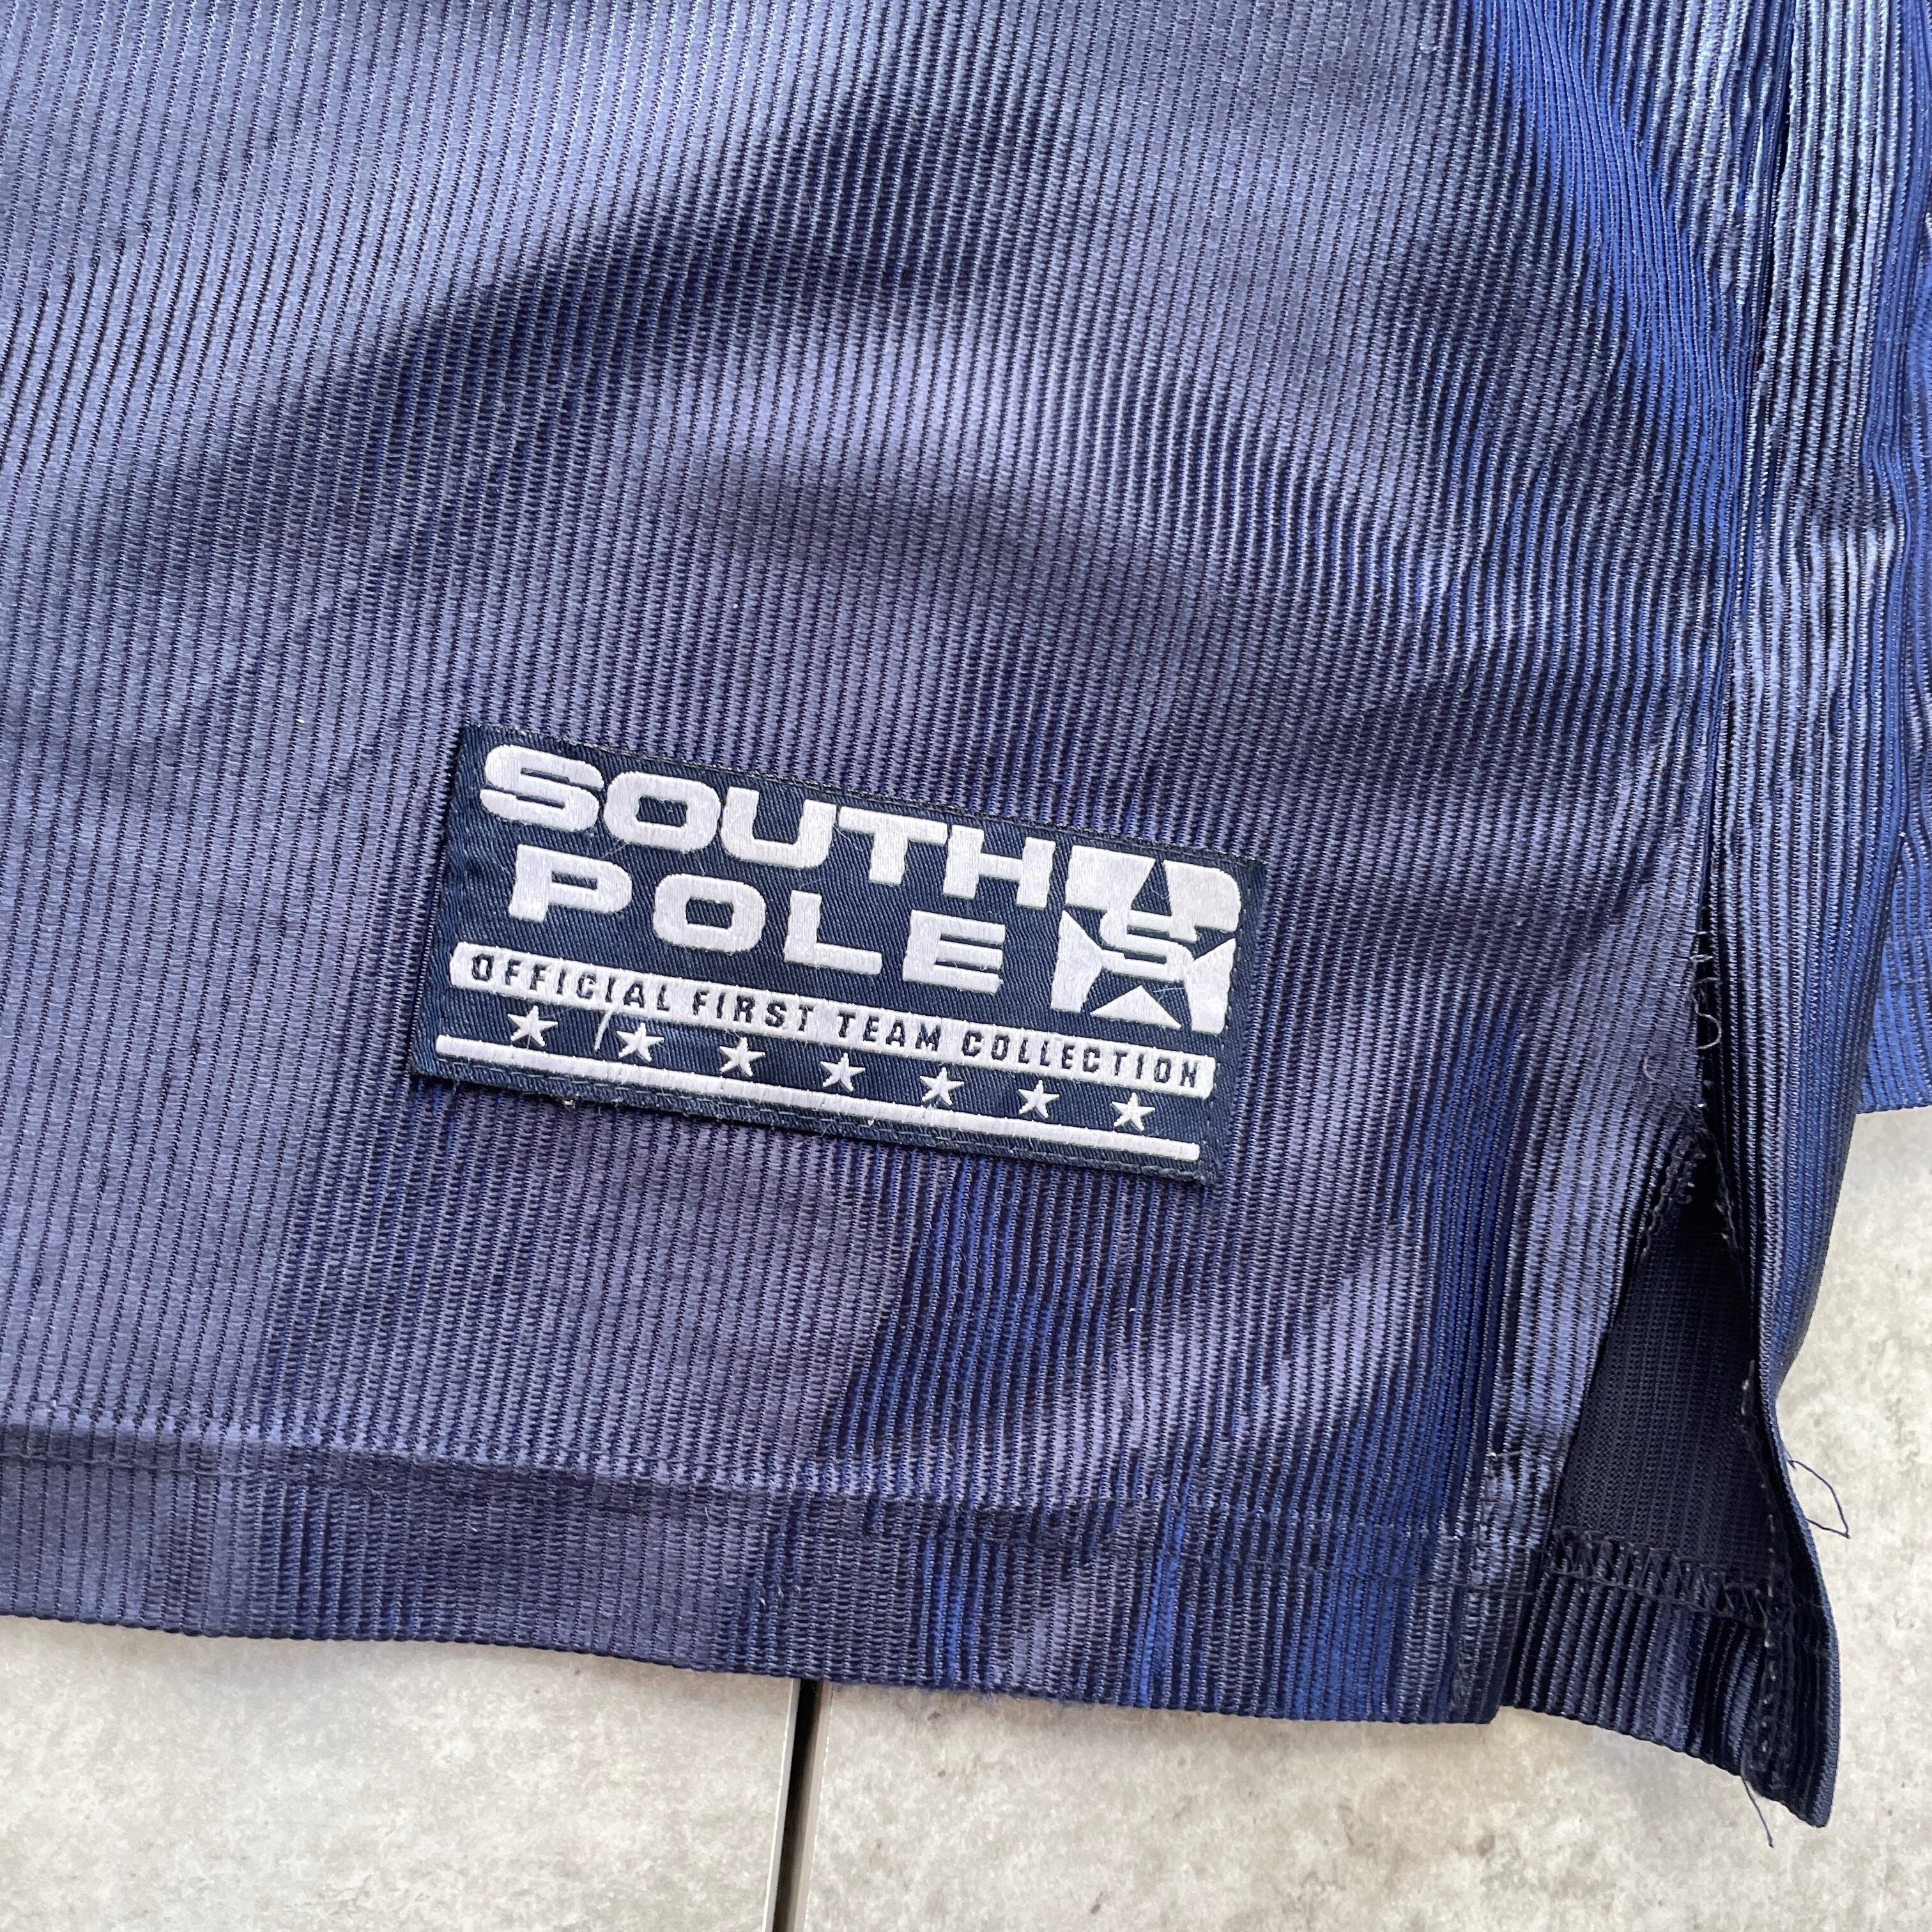 SOUTH
POLE
S
OFFICIAL FIRST TEAM COLLECTION